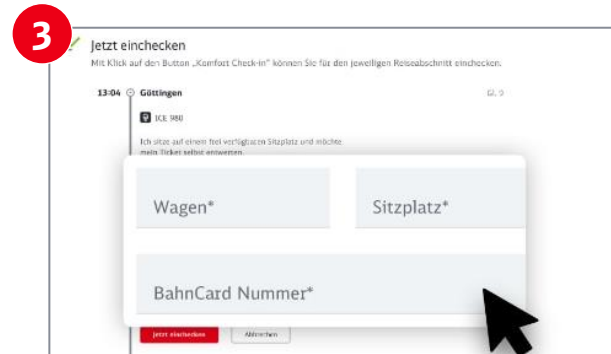 3
Jetzt einchecken
Mit Klick auf den Button „Komfort Check-in" können Sie für den jeweiligen Reiseabschnitt einchecken.
13:04 Göttingen Gl. 9
ICE 980
Ich sitze auf einem frei verfügbaren Sitzplatz und möchte
mein Ticket selbst entwerten.
Wagen* Sitzplatz*
BahnCard Nummer*
Jetzt einchecken Abbrechen